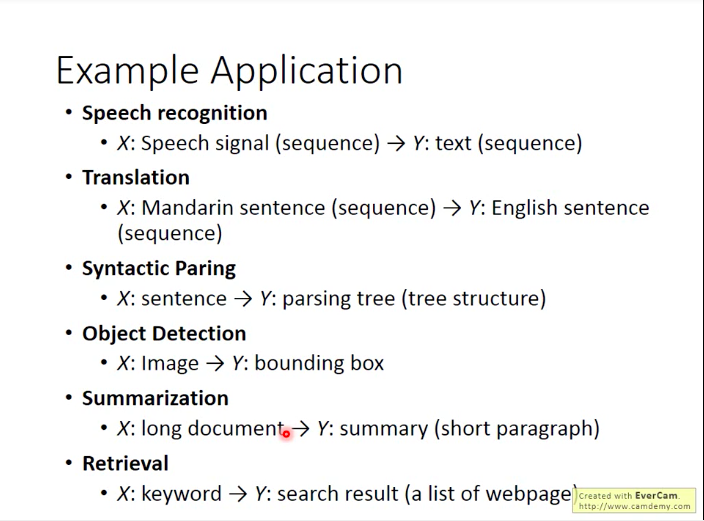 Example Application
• Speech recognition
• X: Speech signal (sequence) → Y: text (sequence)
• Translation
• X: Mandarin sentence (sequence) → Y: English sentence
(sequence)
• Syntactic Paring
• X: sentence → Y: parsing tree (tree structure)
• Object Detection
• X: Image → Y: bounding box
• Summarization
• X: long document → Y: summary (short paragraph)
• Retrieval
• X: keyword → Y: search result (a list of webpage)
Created with EverCam.
http://www.camdemy.com